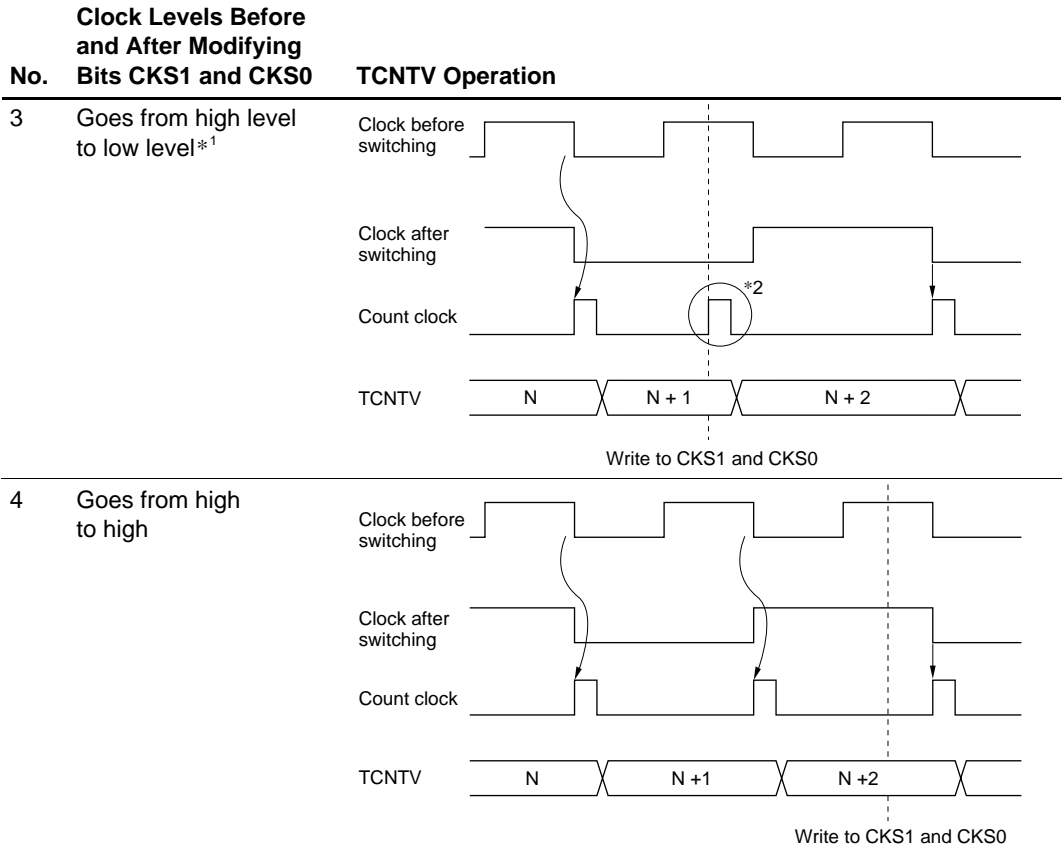 No.
Clock Levels Before
and After Modifying
Bits CKS1 and CKS0
TCNTV Operation
3
Goes from high level
to low level*1
Clock before
switching
Clock after
switching
Count clock
*2
TCNTV
N
N + 1
N + 2
Write to CKS1 and CKS0
4
Goes from high
to high
Clock before
switching
Clock after
switching
Count clock
TCNTV
N
N +1
N +2
Write to CKS1 and CKS0